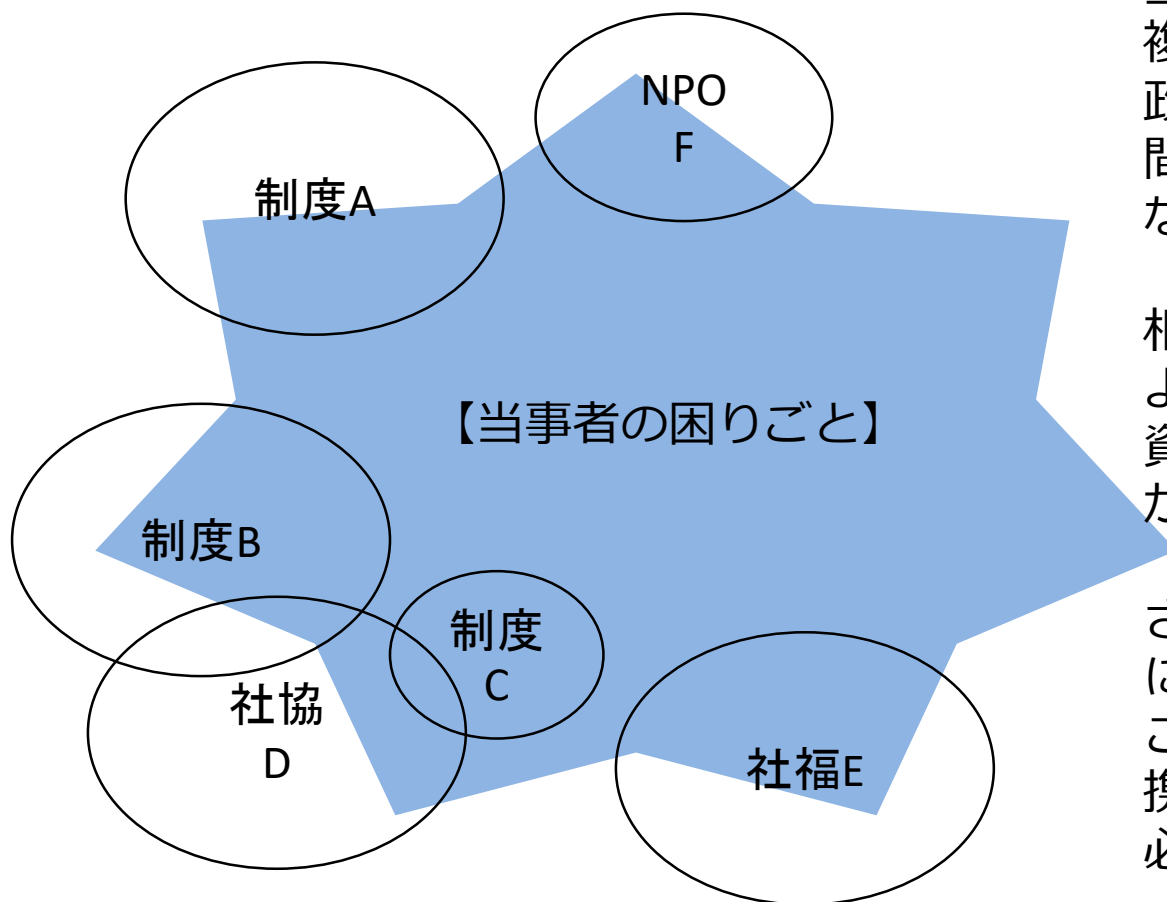 NPO
F
制度A
【当事者の困りごと】
制度B
制度
C
社協
D
社福E
複
政
間
な
相
よ
資
た
さ
に
こ
携
必